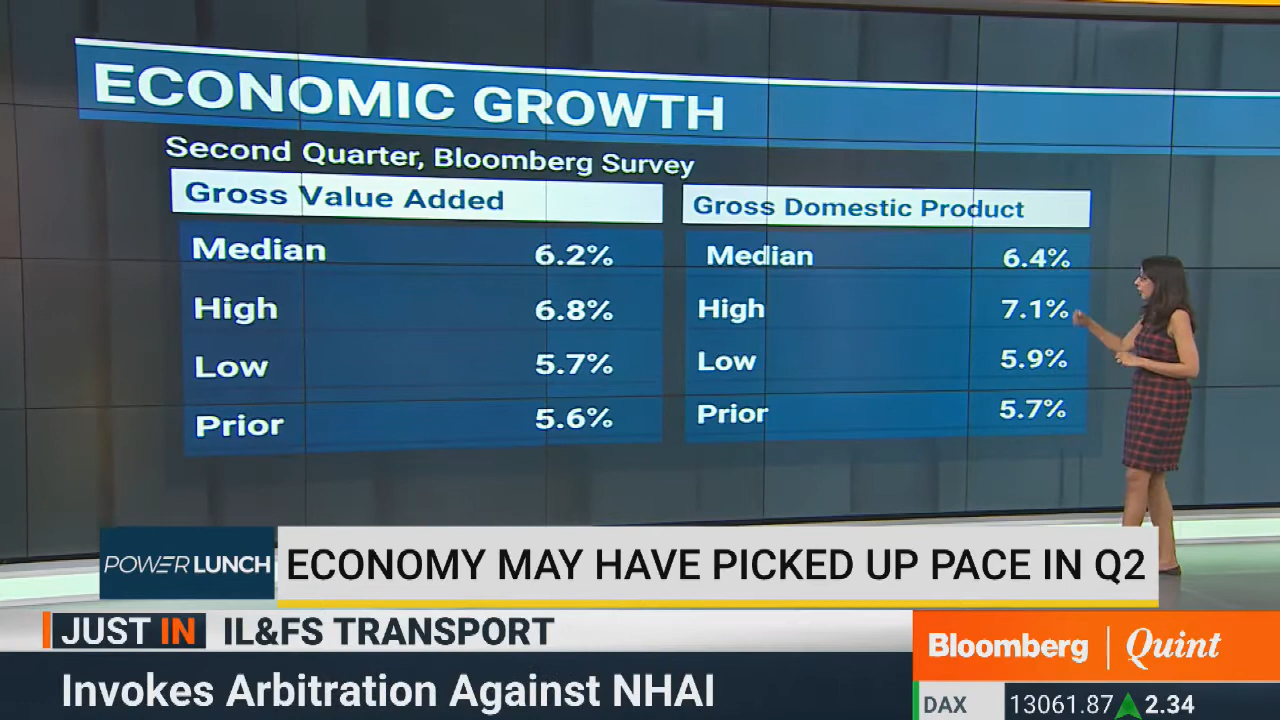 ECONOMIC GROWTH
Second Quarter, Bloomberg Survey
Gross Value Added
Median 6.2%
High 6.8%
Low 5.7%
Prior 5.6%
Gross Domestic Product
Median 6.4%
High 7.1%
Low 5.9%
Prior 5.7%
POWER LUNCH
ECONOMY MAY HAVE PICKED UP PACE IN Q2
JUST IN IL&FS TRANSPORT
Invokes Arbitration Against NHAI
Bloomberg | Quint
DAX 13061.87 2.34